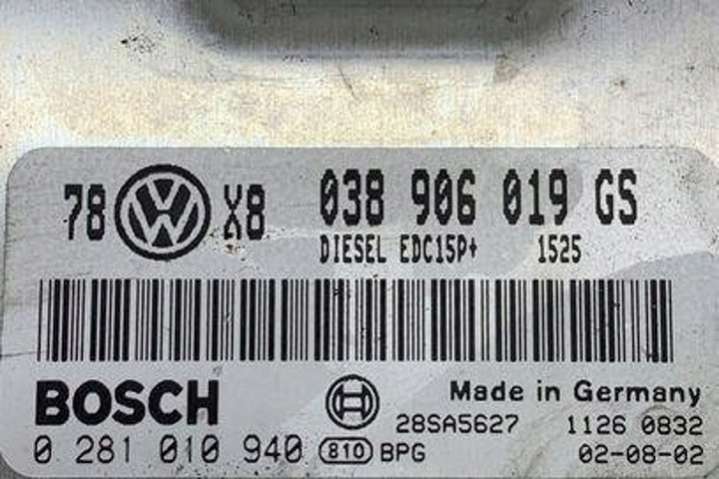 78 VW X8 038 906 019 GS
DIESEL EDC15P+ 1525
BOSCH Made in Germany
28SA5627 1126 0832
0 281 010 940 810 BPG 02-08-02